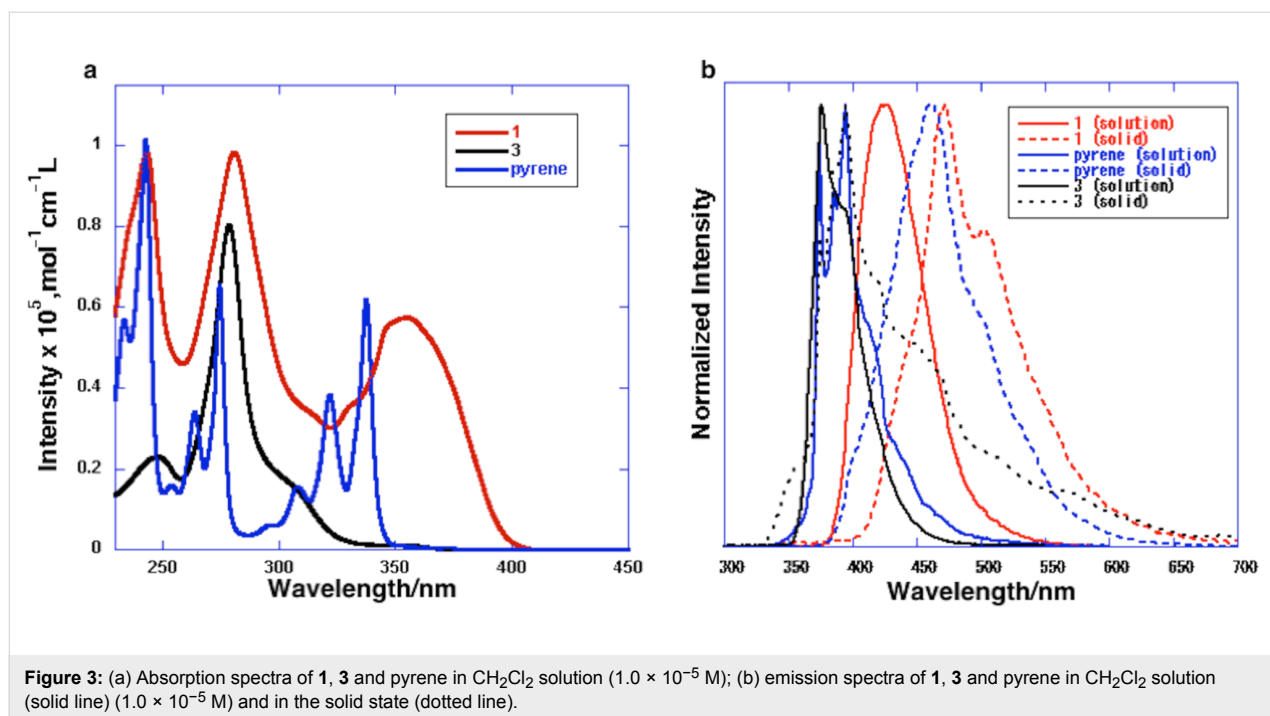 a
1
3
pyrene
Intensity x 10⁵,mol⁻¹cm⁻¹L
1
0.8
0.6
0.4
0.2
0
250 300 350 400 450
Wavelength/nm
b
1 (solution)
1 (solid)
pyrene (solution)
pyrene (solid)
3 (solution)
3 (solid)
Normalized Intensity
300 350 400 450 500 550 600 650 700
Wavelength/nm
Figure 3: (a) Absorption spectra of 1, 3 and pyrene in CH₂Cl₂ solution (1.0 × 10⁻⁵ M); (b) emission spectra of 1, 3 and pyrene in CH₂Cl₂ solution
(solid line) (1.0 × 10⁻⁵ M) and in the solid state (dotted line).